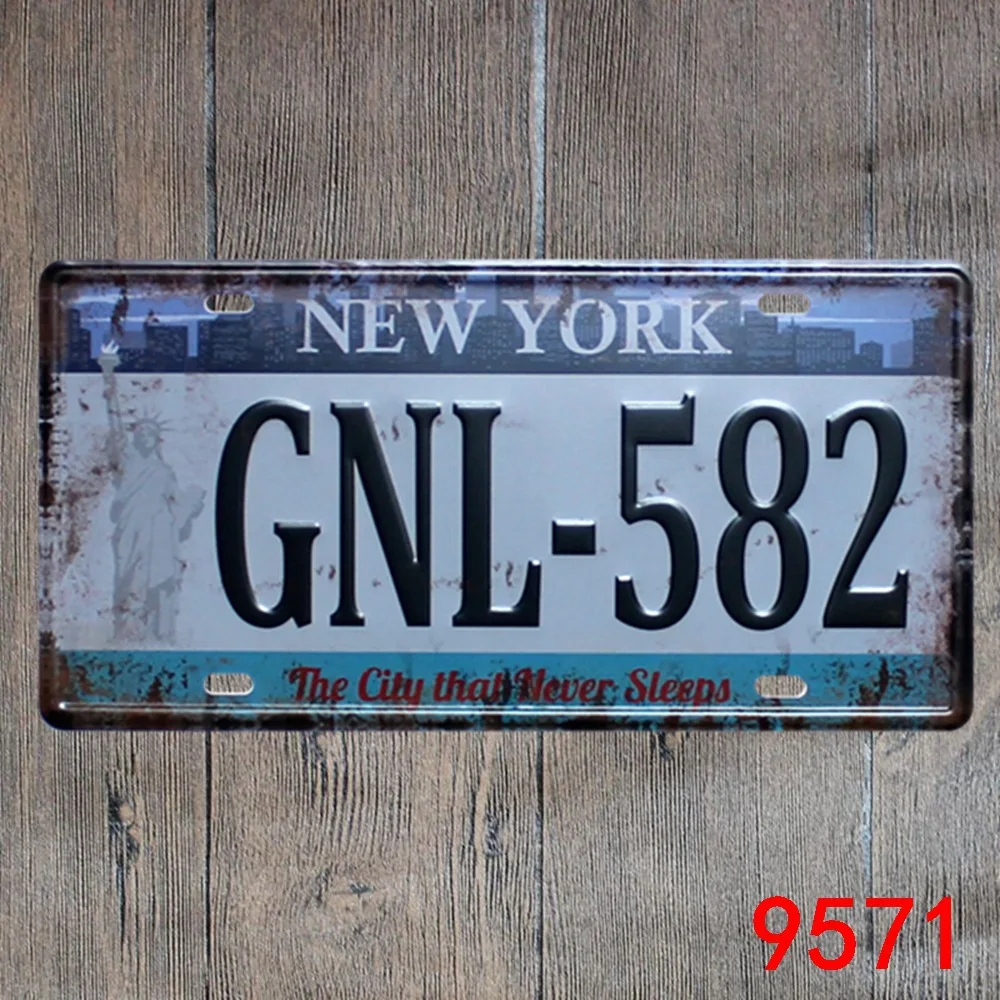 NEW YORK
GNL-582
The City that Never Sleeps
9571